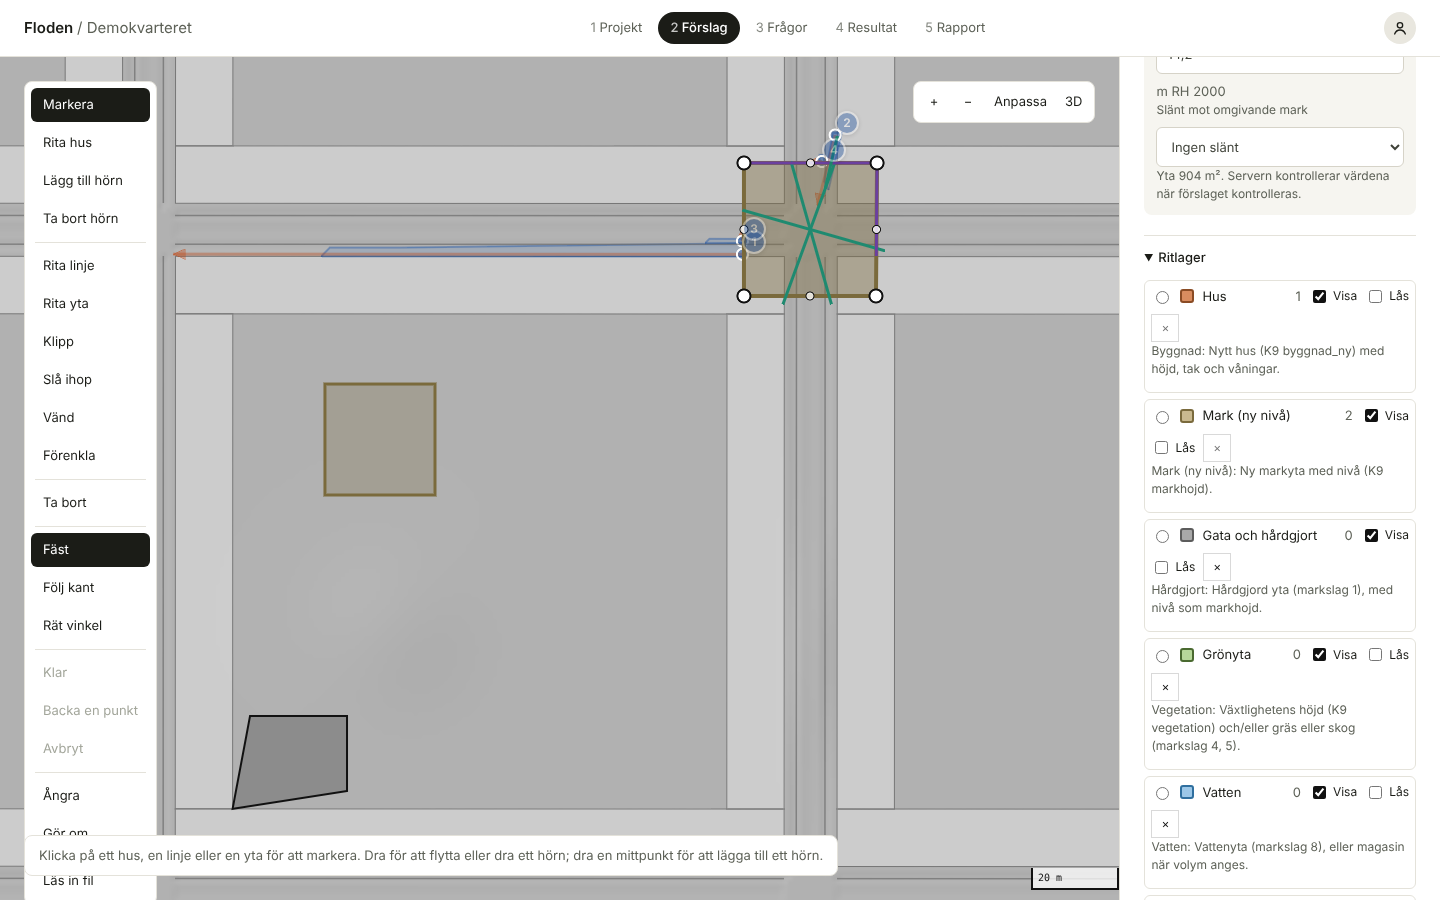 Floden / Demokvarteret
1 Projekt
2 Förslag
3 Frågor
4 Resultat
5 Rapport
Markera
Rita hus
Lägg till hörn
Ta bort hörn
Rita linje
Rita yta
Klipp
Slå ihop
Vänd
Förenkla
Ta bort
Fäst
Följ kant
Rät vinkel
Klar
Backa en punkt
Avbryt
Ångra
Gör om
Läs in fil
+ − Anpassa 3D
2
4
3
1
Klicka på ett hus, en linje eller en yta för att markera. Dra för att flytta eller dra ett hörn; dra en mittpunkt för att lägga till ett hörn.
20 m
m RH 2000
Slänt mot omgivande mark
Ingen slänt
Yta 904 m². Servern kontrollerar värdena
när förslaget kontrolleras.
▼ Ritlager
Hus 1 Visa Lås
×
Byggnad: Nytt hus (K9 byggnad_ny) med
höjd, tak och våningar.
Mark (ny nivå) 2 Visa
Lås ×
Mark (ny nivå): Ny markyta med nivå (K9
markhojd).
Gata och hårdgjort 0 Visa
Lås ×
Hårdgjort: Hårdgjord yta (markslag 1), med
nivå som markhojd.
Grönyta 0 Visa Lås
×
Vegetation: Växtlighetens höjd (K9
vegetation) och/eller gräs eller skog
(markslag 4, 5).
Vatten 0 Visa Lås
×
Vatten: Vattenyta (markslag 8), eller magasin
när volym anges.